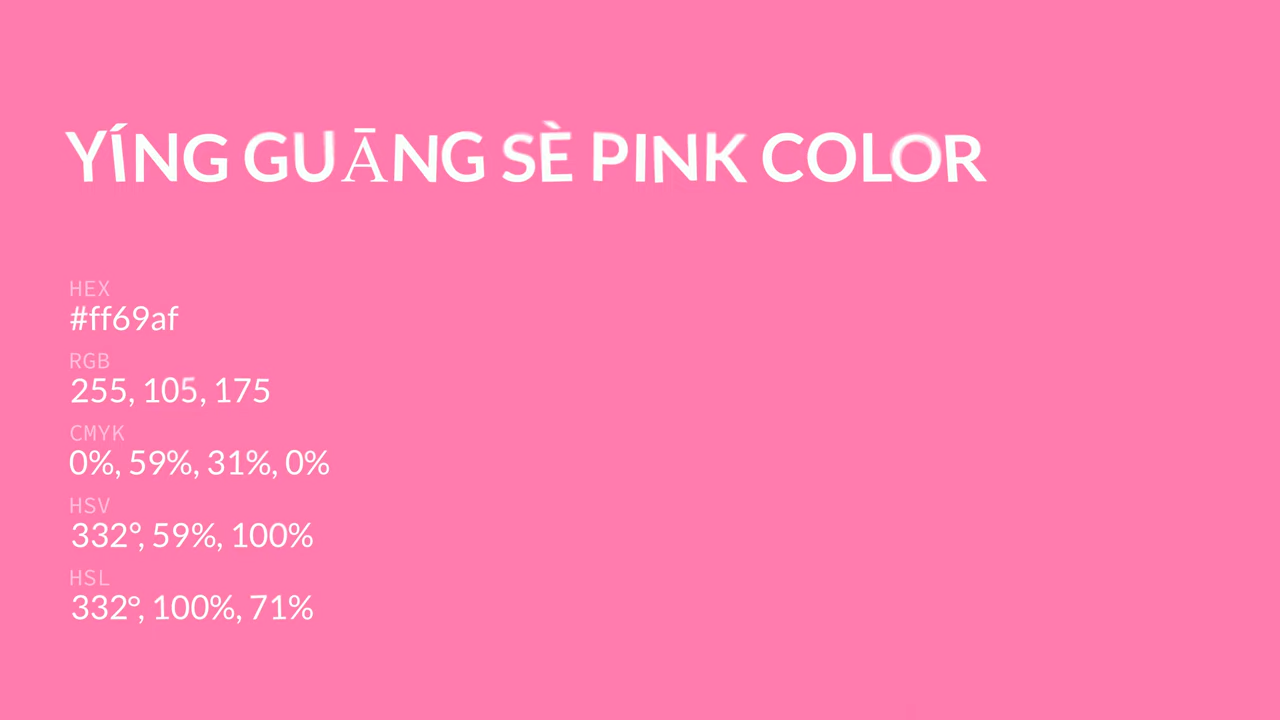 YÍNG GUĀNG SÈ PINK COLOR
HEX
#ff69af
RGB
255, 105, 175
CMYK
0%, 59%, 31%, 0%
HSV
332°, 59%, 100%
HSL
332°, 100%, 71%